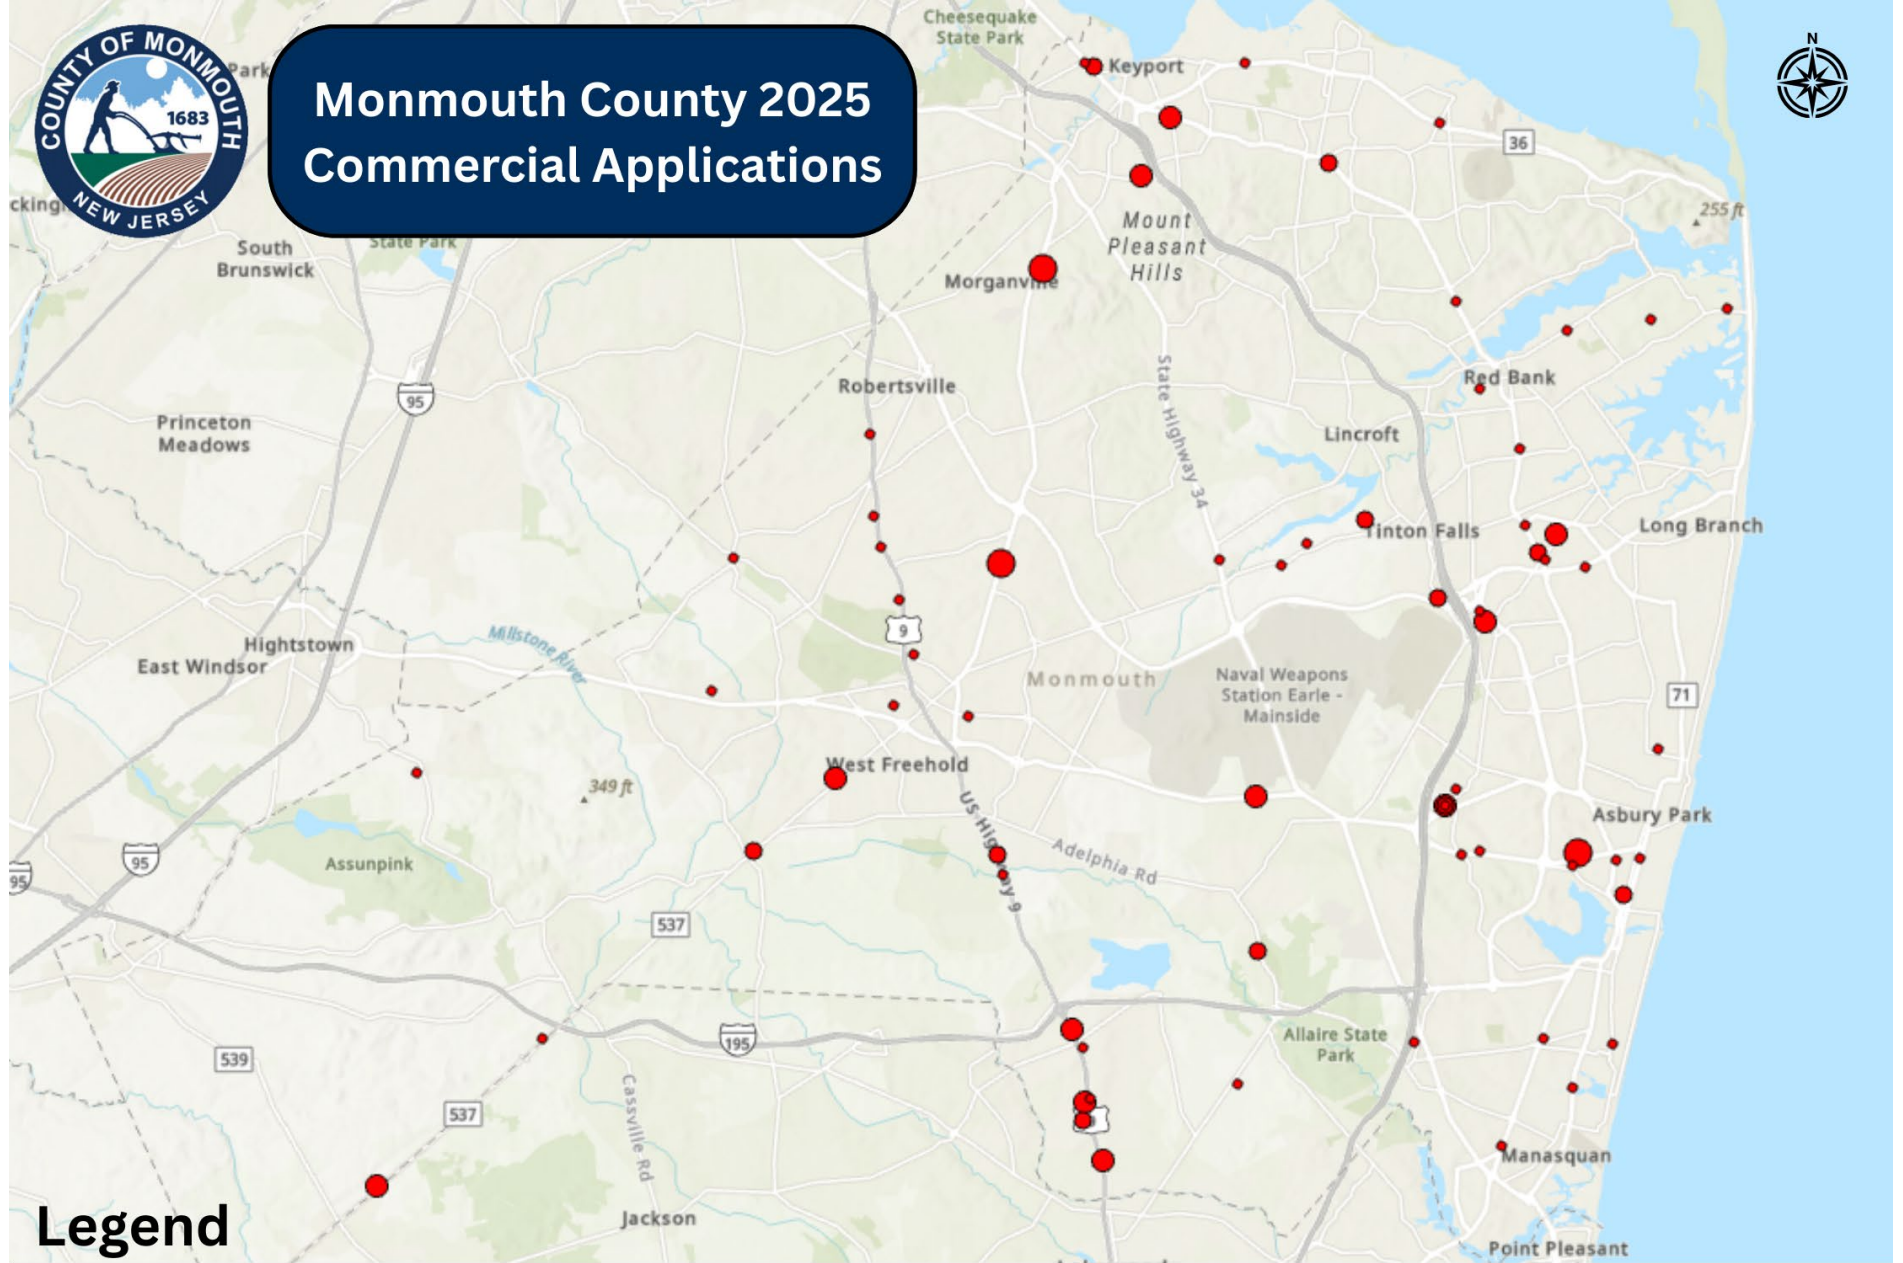 COUNTY OF MONMOUTH
1683
NEW JERSEY
Monmouth County 2025
Commercial Applications
N
Cheesequake
State Park
Park
Keyport
36
255 ft
Mount
Pleasant
Hills
Morganville
South
Brunswick
State Park
95
Robertsville
State Highway 34
Red Bank
Princeton
Meadows
Lincroft
Tinton Falls
Long Branch
9
Hightstown
East Windsor
Millstone River
Monmouth
Naval Weapons
Station Earle -
Mainside
71
West Freehold
349 ft
US Highway 9
Adelphia Rd
Asbury Park
95
95
Assunpink
537
195
539
Allaire State
Park
537
Cassville Rd
Manasquan
Jackson
Point Pleasant
Legend